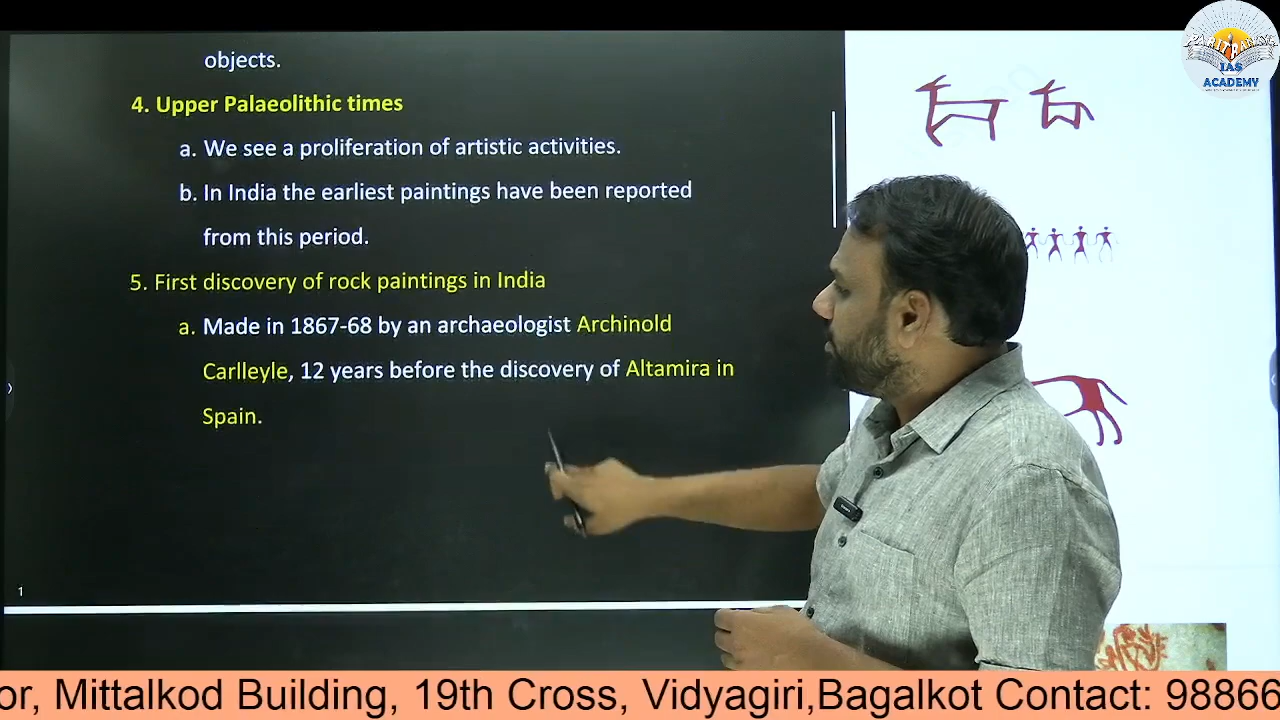 objects.
4. Upper Palaeolithic times
a. We see a proliferation of artistic activities.
b. In India the earliest paintings have been reported
from this period.
5. First discovery of rock paintings in India
a. Made in 1867-68 by an archaeologist Archinold
Carlleyle, 12 years before the discovery of Altamira in
Spain.
1
IAS
ACADEMY
or, Mittalkod Building, 19th Cross, Vidyagiri,Bagalkot Contact: 98866